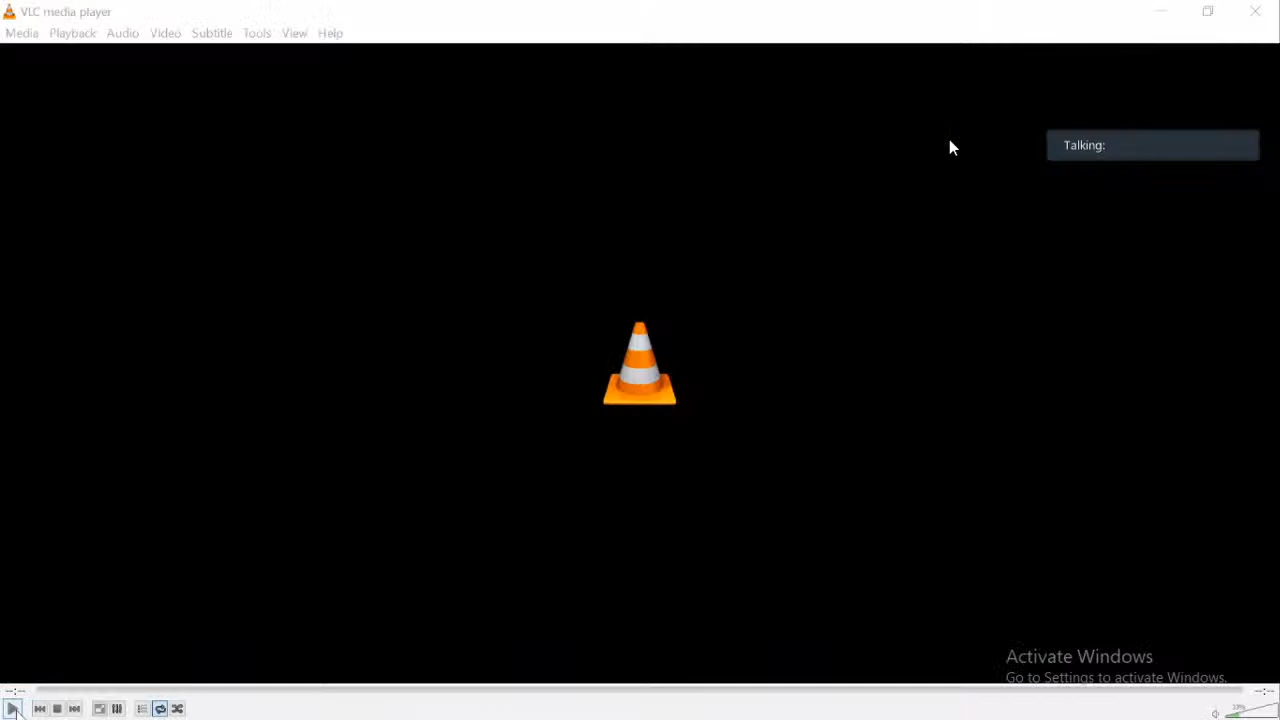 VLC media player
Media Playback Audio Video Subtitle Tools View Help
Talking:
Activate Windows
Go to Settings to activate Windows.
--:-- --:--
33%